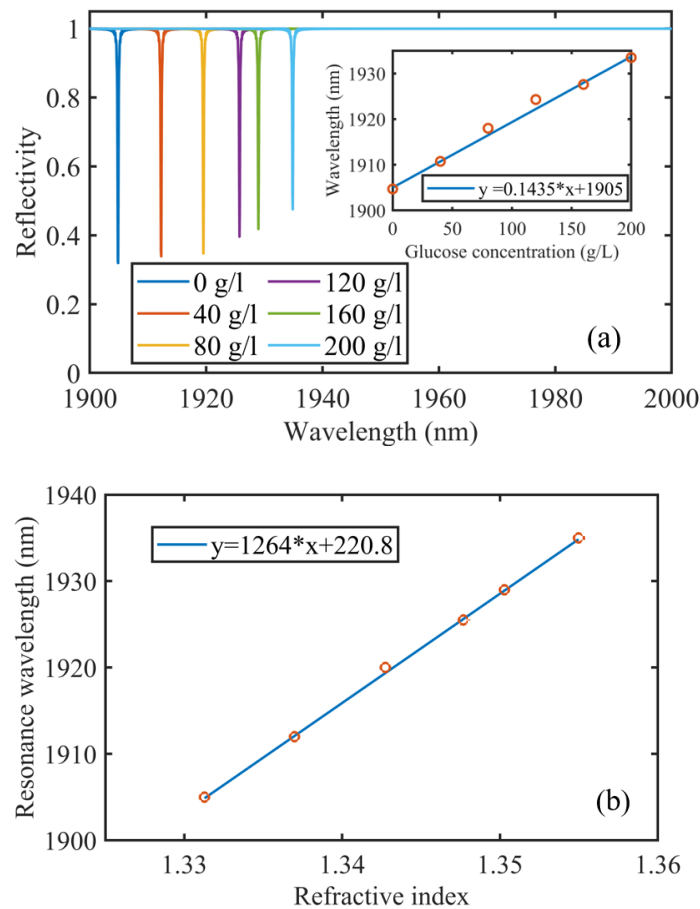 1
0.8
0.6
0.4
0.2
0
Reflectivity
1900
1920
1940
1960
1980
2000
Wavelength (nm)
0 g/l
120 g/l
40 g/l
160 g/l
80 g/l
200 g/l
(a)
1930
1920
1910
1900
Wavelength (nm)
y =0.1435*x+1905
0
50
100
150
200
Glucose concentration (g/L)
1940
1930
1920
1910
1900
Resonance wavelength (nm)
y=1264*x+220.8
(b)
1.33
1.34
1.35
1.36
Refractive index